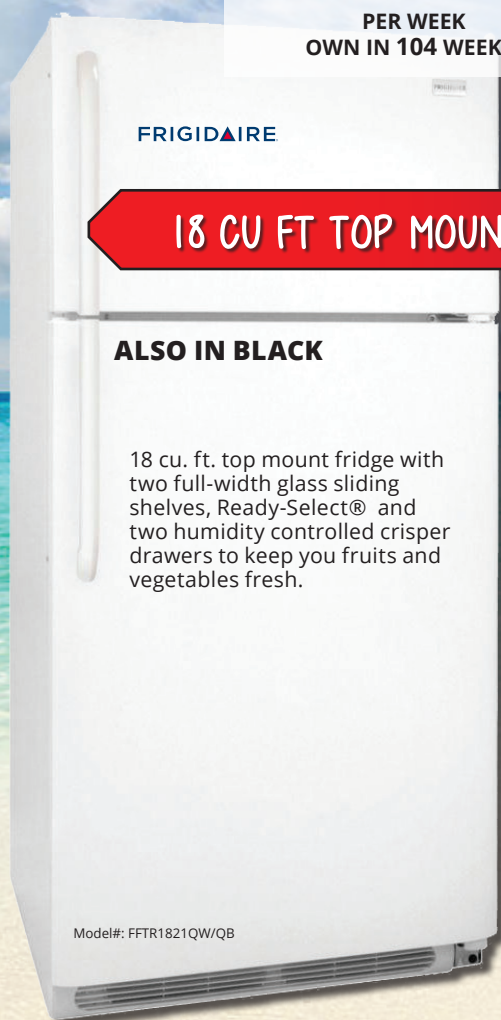 PER WEEK
OWN IN 104 WEEK
FRIGIDAIRE
18 CU FT TOP MOUN
ALSO IN BLACK
18 cu. ft. top mount fridge with
two full-width glass sliding
shelves, Ready-Select® and
two humidity controlled crisper
drawers to keep you fruits and
vegetables fresh.
Model#: FFTR1821QW/QB